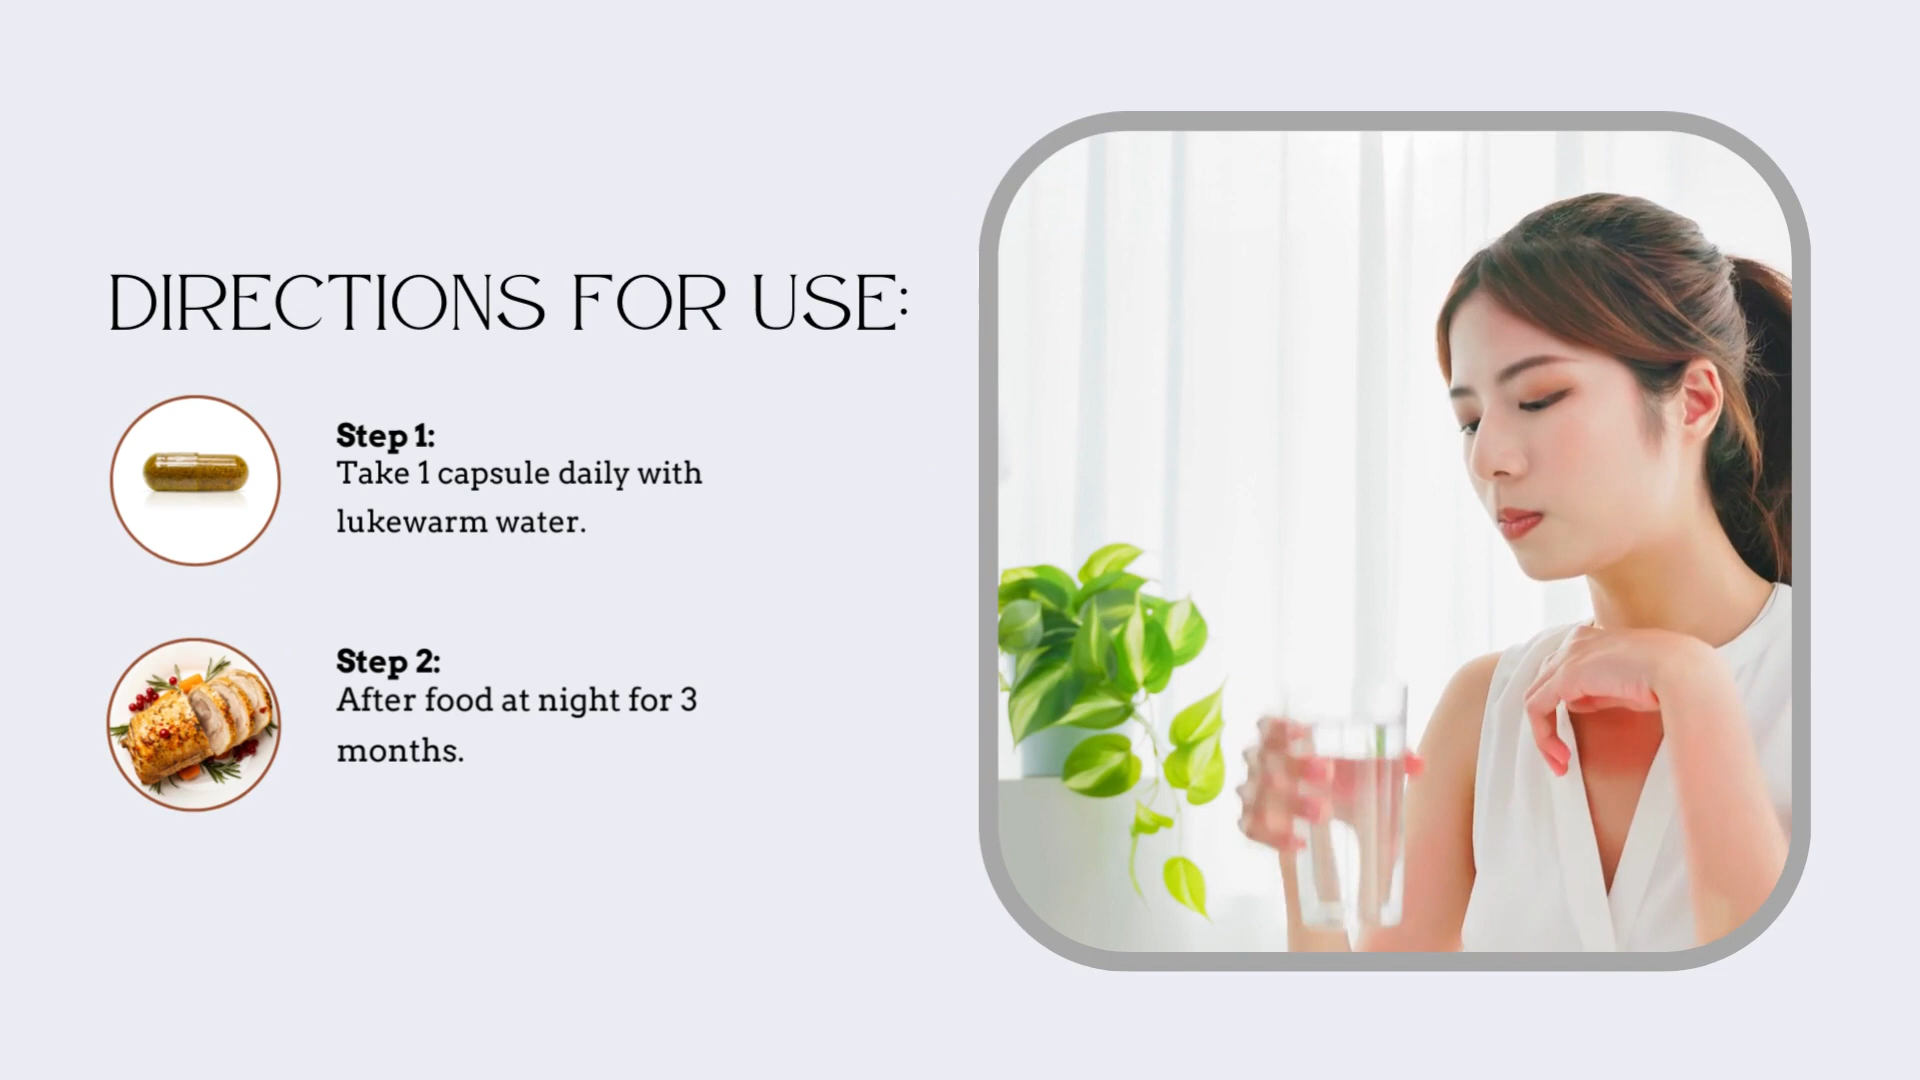 DIRECTIONS FOR USE:
Step 1:
Take 1 capsule daily with
lukewarm water.
Step 2:
After food at night for 3
months.